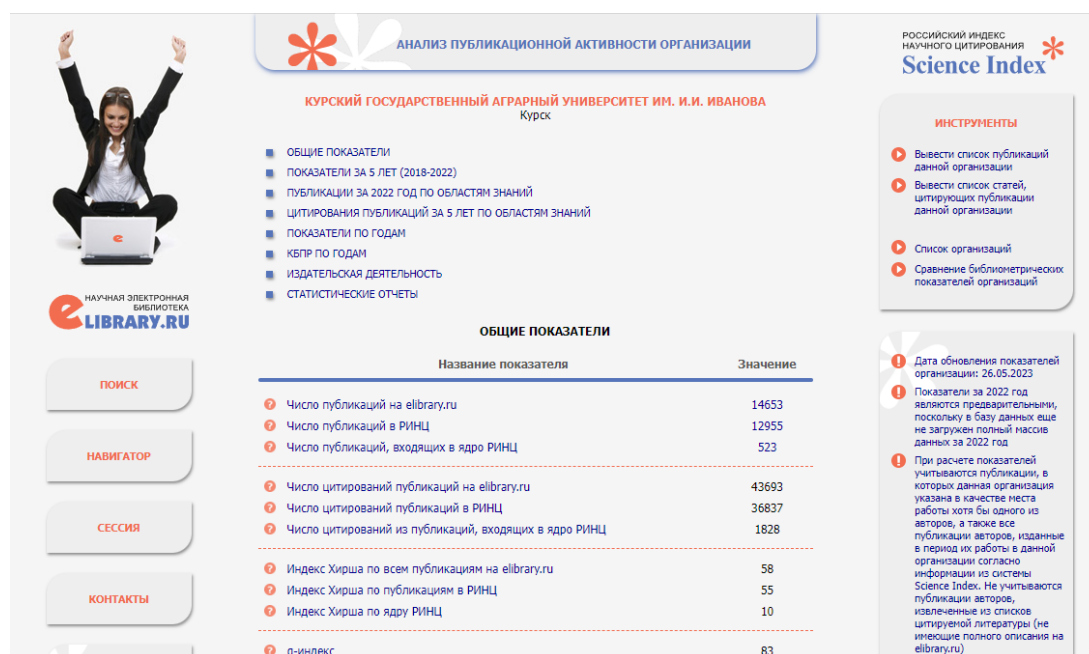 АНАЛИЗ ПУБЛИКАЦИОННОЙ АКТИВНОСТИ ОРГАНИЗАЦИИ
КУРСКИЙ ГОСУДАРСТВЕННЫЙ АГРАРНЫЙ УНИВЕРСИТЕТ ИМ. И.И. ИВАНОВА
Курск
ОБЩИЕ ПОКАЗАТЕЛИ
ПОКАЗАТЕЛИ ЗА 5 ЛЕТ (2018-2022)
ПУБЛИКАЦИИ ЗА 2022 ГОД ПО ОБЛАСТЯМ ЗНАНИЙ
ЦИТИРОВАНИЯ ПУБЛИКАЦИЙ ЗА 5 ЛЕТ ПО ОБЛАСТЯМ ЗНАНИЙ
ПОКАЗАТЕЛИ ПО ГОДАМ
КБПР ПО ГОДАМ
ИЗДАТЕЛЬСКАЯ ДЕЯТЕЛЬНОСТЬ
СТАТИСТИЧЕСКИЕ ОТЧЕТЫ
ОБЩИЕ ПОКАЗАТЕЛИ
Название показателя Значение
Число публикаций на elibrary.ru 14653
Число публикаций в РИНЦ 12955
Число публикаций, входящих в ядро РИНЦ 523
Число цитирований публикаций на elibrary.ru 43693
Число цитирований публикаций в РИНЦ 36837
Число цитирований из публикаций, входящих в ядро РИНЦ 1828
Индекс Хирша по всем публикациям на elibrary.ru 58
Индекс Хирша по публикациям в РИНЦ 55
Индекс Хирша по ядру РИНЦ 10
g-индекс 83
НАУЧНАЯ ЭЛЕКТРОННАЯ
БИБЛИОТЕКА
eLIBRARY.RU
ПОИСК
НАВИГАТОР
СЕССИЯ
КОНТАКТЫ
РОССИЙСКИЙ ИНДЕКС
НАУЧНОГО ЦИТИРОВАНИЯ
Science Index
ИНСТРУМЕНТЫ
Вывести список публикаций
данной организации
Вывести список статей,
цитирующих публикации
данной организации
Список организаций
Сравнение библиометрических
показателей организаций
Дата обновления показателей
организации: 26.05.2023
Показатели за 2022 год
являются предварительными,
поскольку в базу данных еще
не загружен полный массив
данных за 2022 год
При расчете показателей
учитываются публикации, в
которых данная организация
указана в качестве места
работы хотя бы одного из
авторов, а также все
публикации авторов, изданные
в период их работы в данной
организации согласно
информации из системы
Science Index. Не учитываются
публикации авторов,
извлеченные из списков
цитируемой литературы (не
имеющие полного описания на
elibrary.ru)